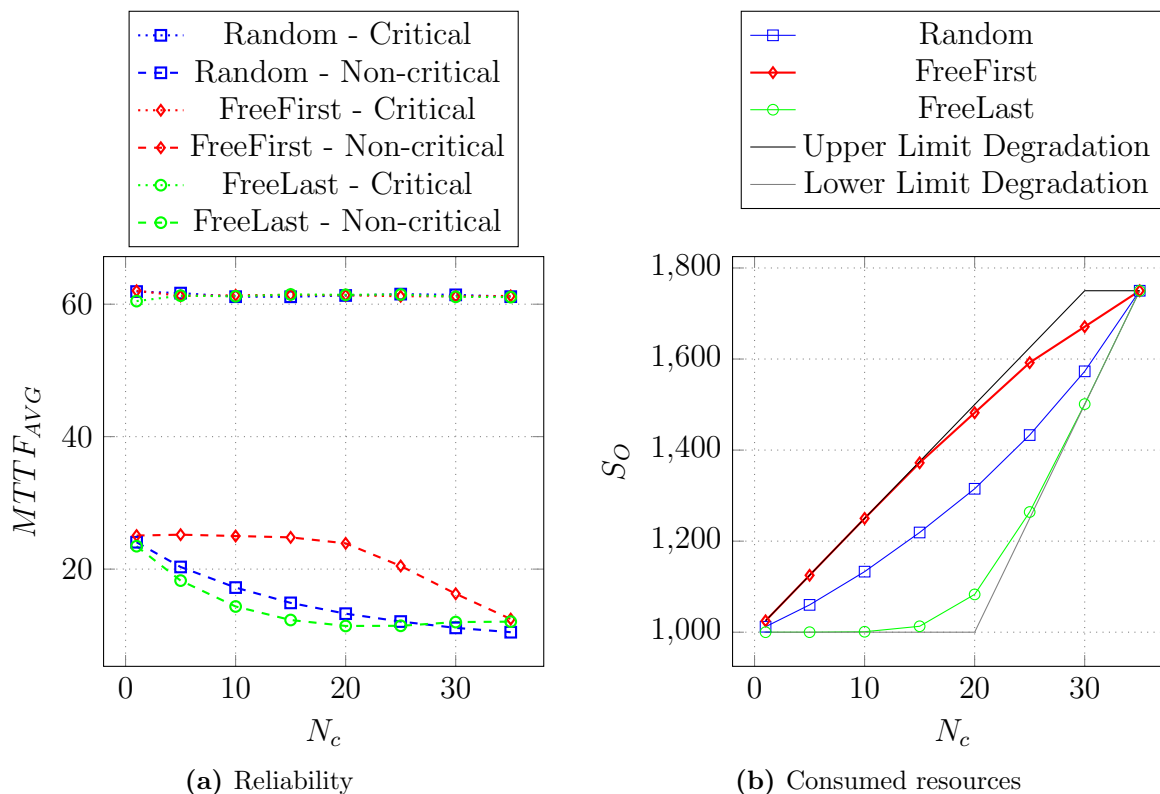 Random - Critical
Random - Non-critical
FreeFirst - Critical
FreeFirst - Non-critical
FreeLast - Critical
FreeLast - Non-critical
60
40
20
MTTF_AVG
0 10 20 30
N_c
(a) Reliability
Random
FreeFirst
FreeLast
Upper Limit Degradation
Lower Limit Degradation
1,800
1,600
1,400
1,200
1,000
S_O
0 10 20 30
N_c
(b) Consumed resources